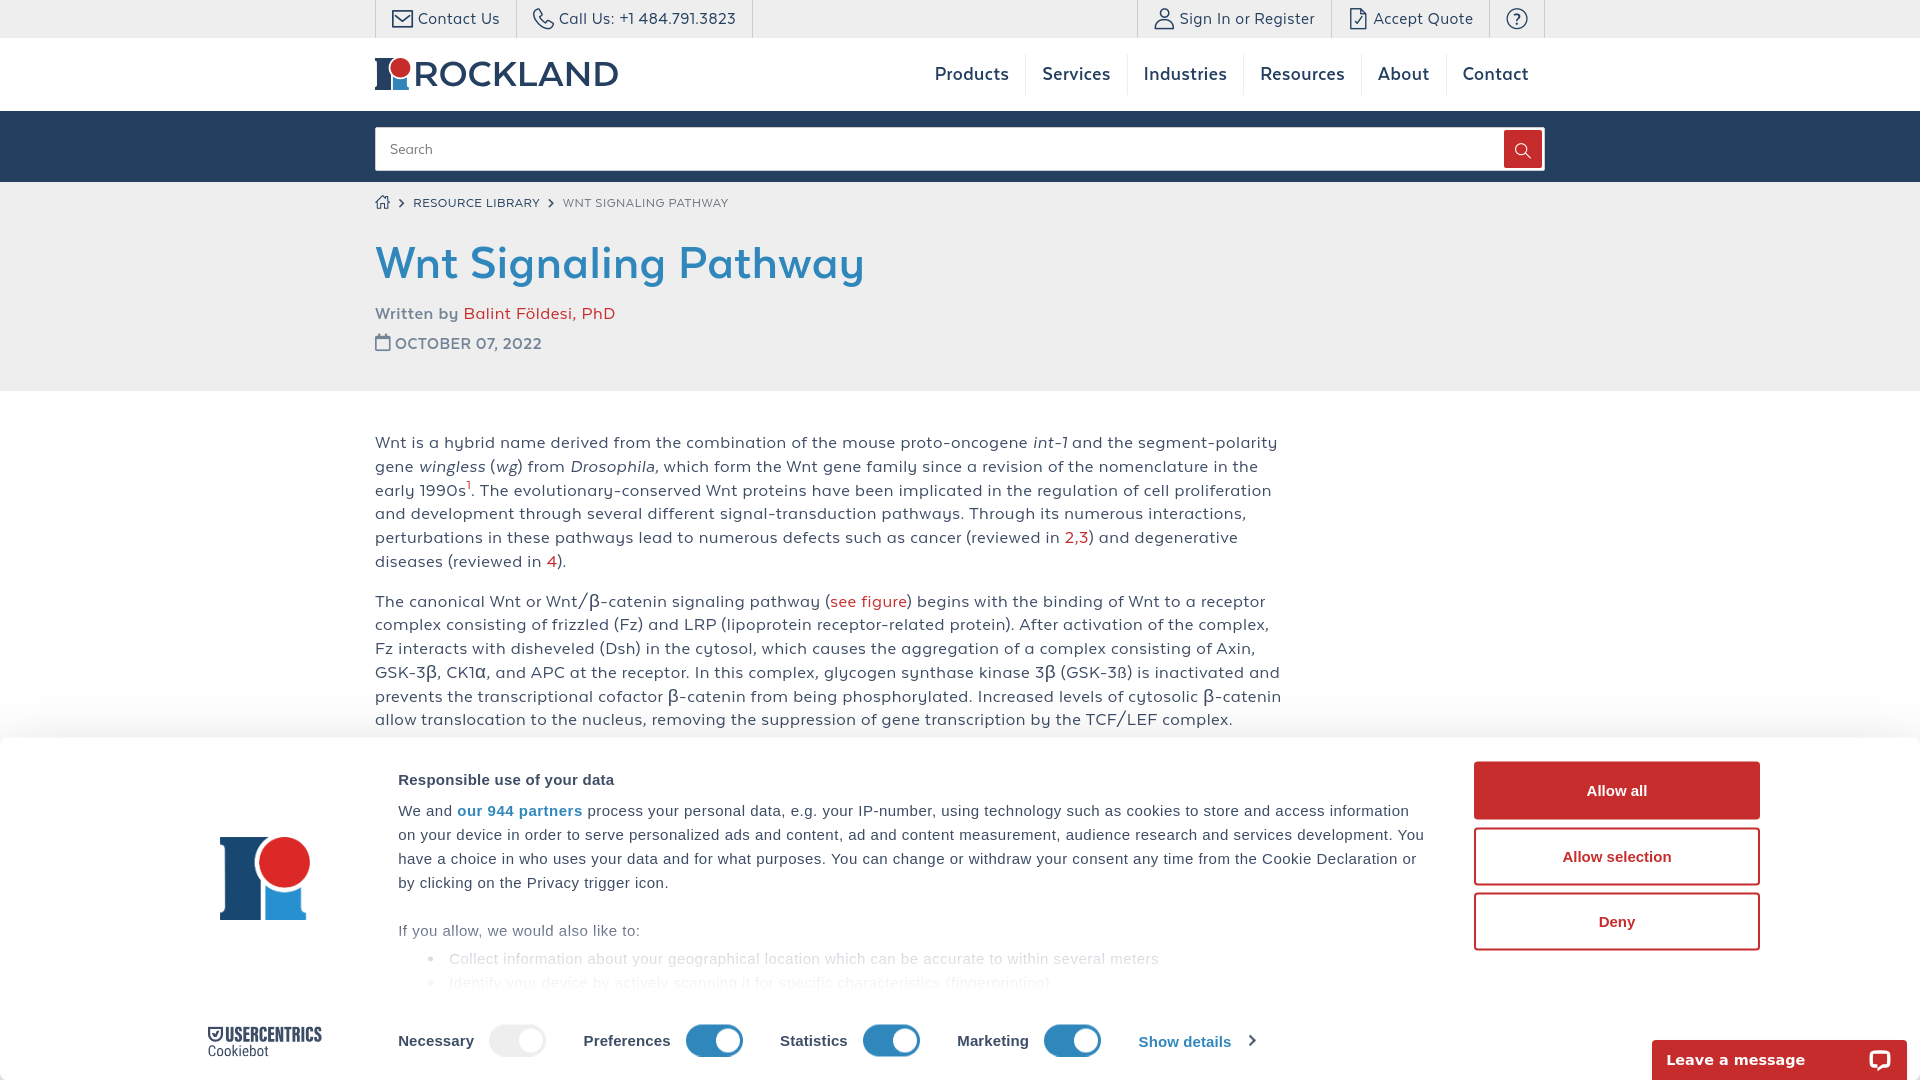 Contact Us
Call Us: +1 484.791.3823
Sign In or Register
Accept Quote
ROCKLAND
Products
Services
Industries
Resources
About
Contact
Search
RESOURCE LIBRARY
WNT SIGNALING PATHWAY
Wnt Signaling Pathway
Written by Balint Földesi, PhD
OCTOBER 07, 2022
Wnt is a hybrid name derived from the combination of the mouse proto-oncogene int-1 and the segment-polarity
gene wingless (wg) from Drosophila, which form the Wnt gene family since a revision of the nomenclature in the
early 1990s1. The evolutionary-conserved Wnt proteins have been implicated in the regulation of cell proliferation
and development through several different signal-transduction pathways. Through its numerous interactions,
perturbations in these pathways lead to numerous defects such as cancer (reviewed in 2,3) and degenerative
diseases (reviewed in 4).
The canonical Wnt or Wnt/β-catenin signaling pathway (see figure) begins with the binding of Wnt to a receptor
complex consisting of frizzled (Fz) and LRP (lipoprotein receptor-related protein). After activation of the complex,
Fz interacts with disheveled (Dsh) in the cytosol, which causes the aggregation of a complex consisting of Axin,
GSK-3β, CK1α, and APC at the receptor. In this complex, glycogen synthase kinase 3β (GSK-3ß) is inactivated and
prevents the transcriptional cofactor β-catenin from being phosphorylated. Increased levels of cytosolic β-catenin
allow translocation to the nucleus, removing the suppression of gene transcription by the TCF/LEF complex.
Responsible use of your data
We and our 944 partners process your personal data, e.g. your IP-number, using technology such as cookies to store and access information
on your device in order to serve personalized ads and content, ad and content measurement, audience research and services development. You
have a choice in who uses your data and for what purposes. You can change or withdraw your consent any time from the Cookie Declaration or
by clicking on the Privacy trigger icon.
If you allow, we would also like to:
Collect information about your geographical location which can be accurate to within several meters
Identify your device by actively scanning it for specific characteristics (fingerprinting)
Allow all
Allow selection
Deny
USERCENTRICS
Cookiebot
Necessary
Preferences
Statistics
Marketing
Show details
Leave a message